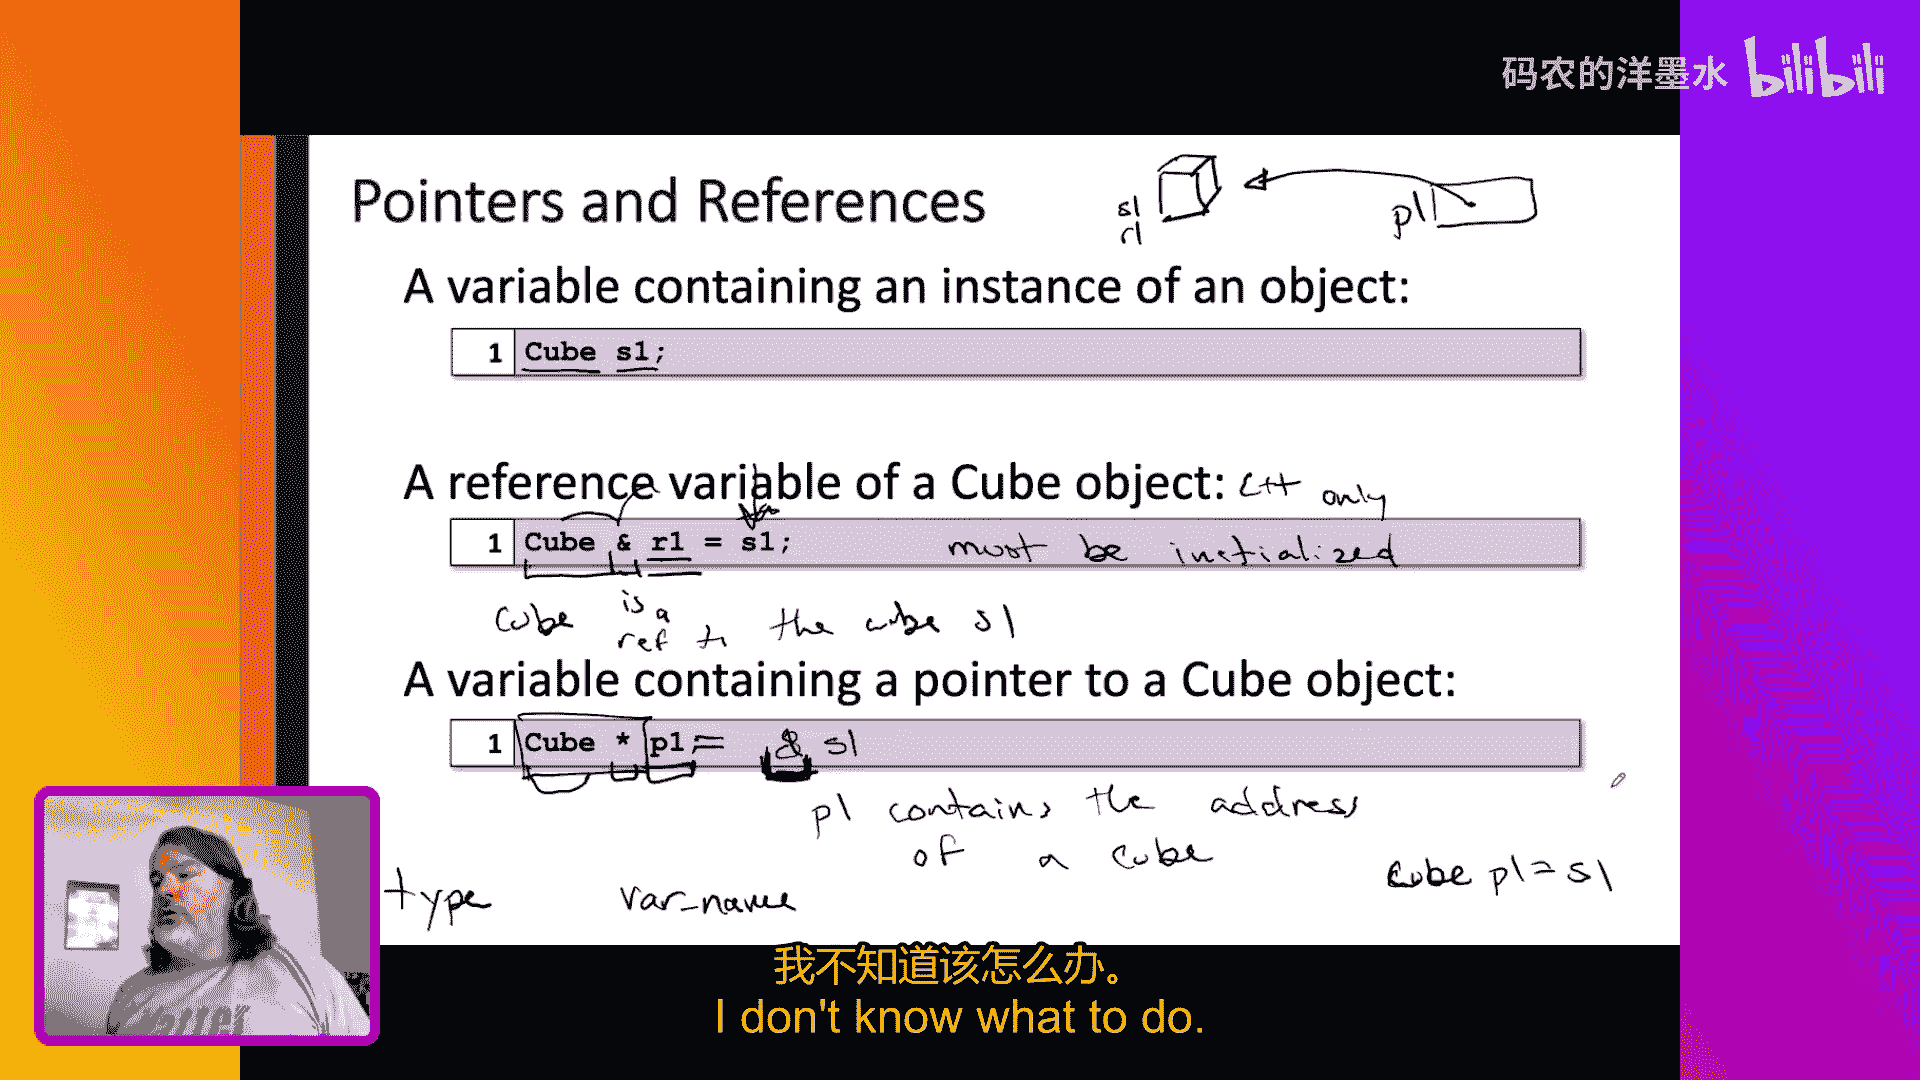 码农的洋墨水 bilibili
Pointers and References
s1
r1
p1
A variable containing an instance of an object:
1 Cube s1;
A reference variable of a Cube object: C++ only
1 Cube & r1 = s1; must be initialized
Cube is a ref to the cube s1
A variable containing a pointer to a Cube object:
1 Cube * p1 = & s1
p1 contains the address
of a cube
Cube p1 = s1
type var_name
我不知道该怎么办。
I don't know what to do.